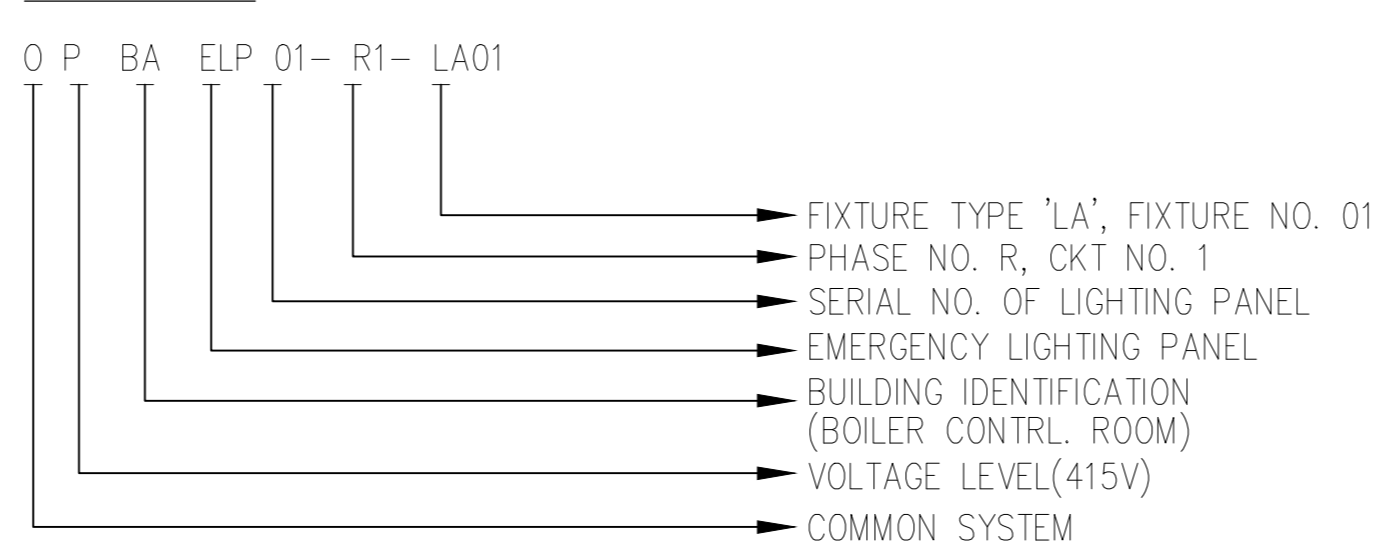 0 P BA ELP 01- R1- LA01
FIXTURE TYPE 'LA', FIXTURE NO. 01
PHASE NO. R, CKT NO. 1
SERIAL NO. OF LIGHTING PANEL
EMERGENCY LIGHTING PANEL
BUILDING IDENTIFICATION
(BOILER CONTRL. ROOM)
VOLTAGE LEVEL(415V)
COMMON SYSTEM